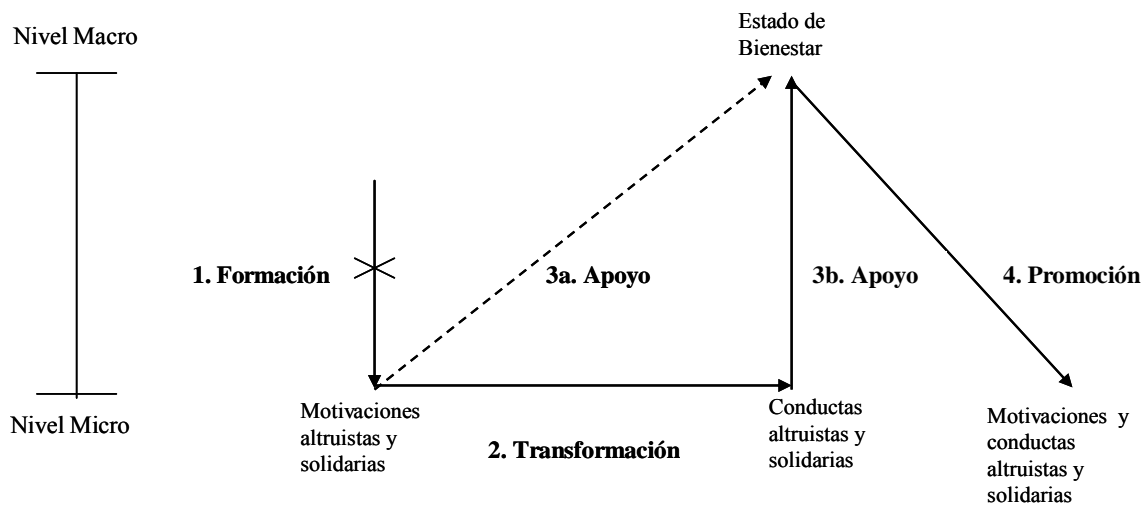 Nivel Macro
Estado de
Bienestar
1. Formación
3a. Apoyo
3b. Apoyo
4. Promoción
Nivel Micro
Motivaciones
altruistas y
solidarias
2. Transformación
Conductas
altruistas y
solidarias
Motivaciones y
conductas
altruistas y
solidarias